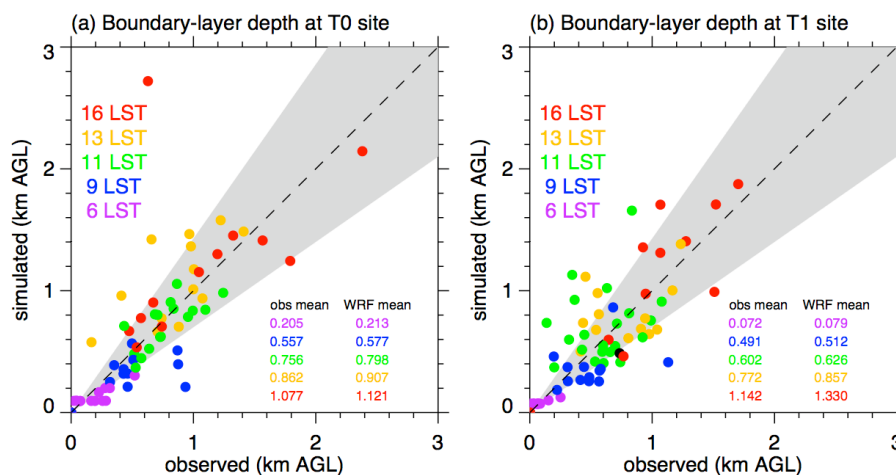 (a) Boundary-layer depth at T0 site
3
2
1
0
simulated (km AGL)
16 LST
13 LST
11 LST
9 LST
6 LST
obs mean WRF mean
0.205 0.213
0.557 0.577
0.756 0.798
0.862 0.907
1.077 1.121
0 1 2 3
observed (km AGL)
(b) Boundary-layer depth at T1 site
3
2
1
0
simulated (km AGL)
16 LST
13 LST
11 LST
9 LST
6 LST
obs mean WRF mean
0.072 0.079
0.491 0.512
0.602 0.626
0.772 0.857
1.142 1.330
0 1 2 3
observed (km AGL)